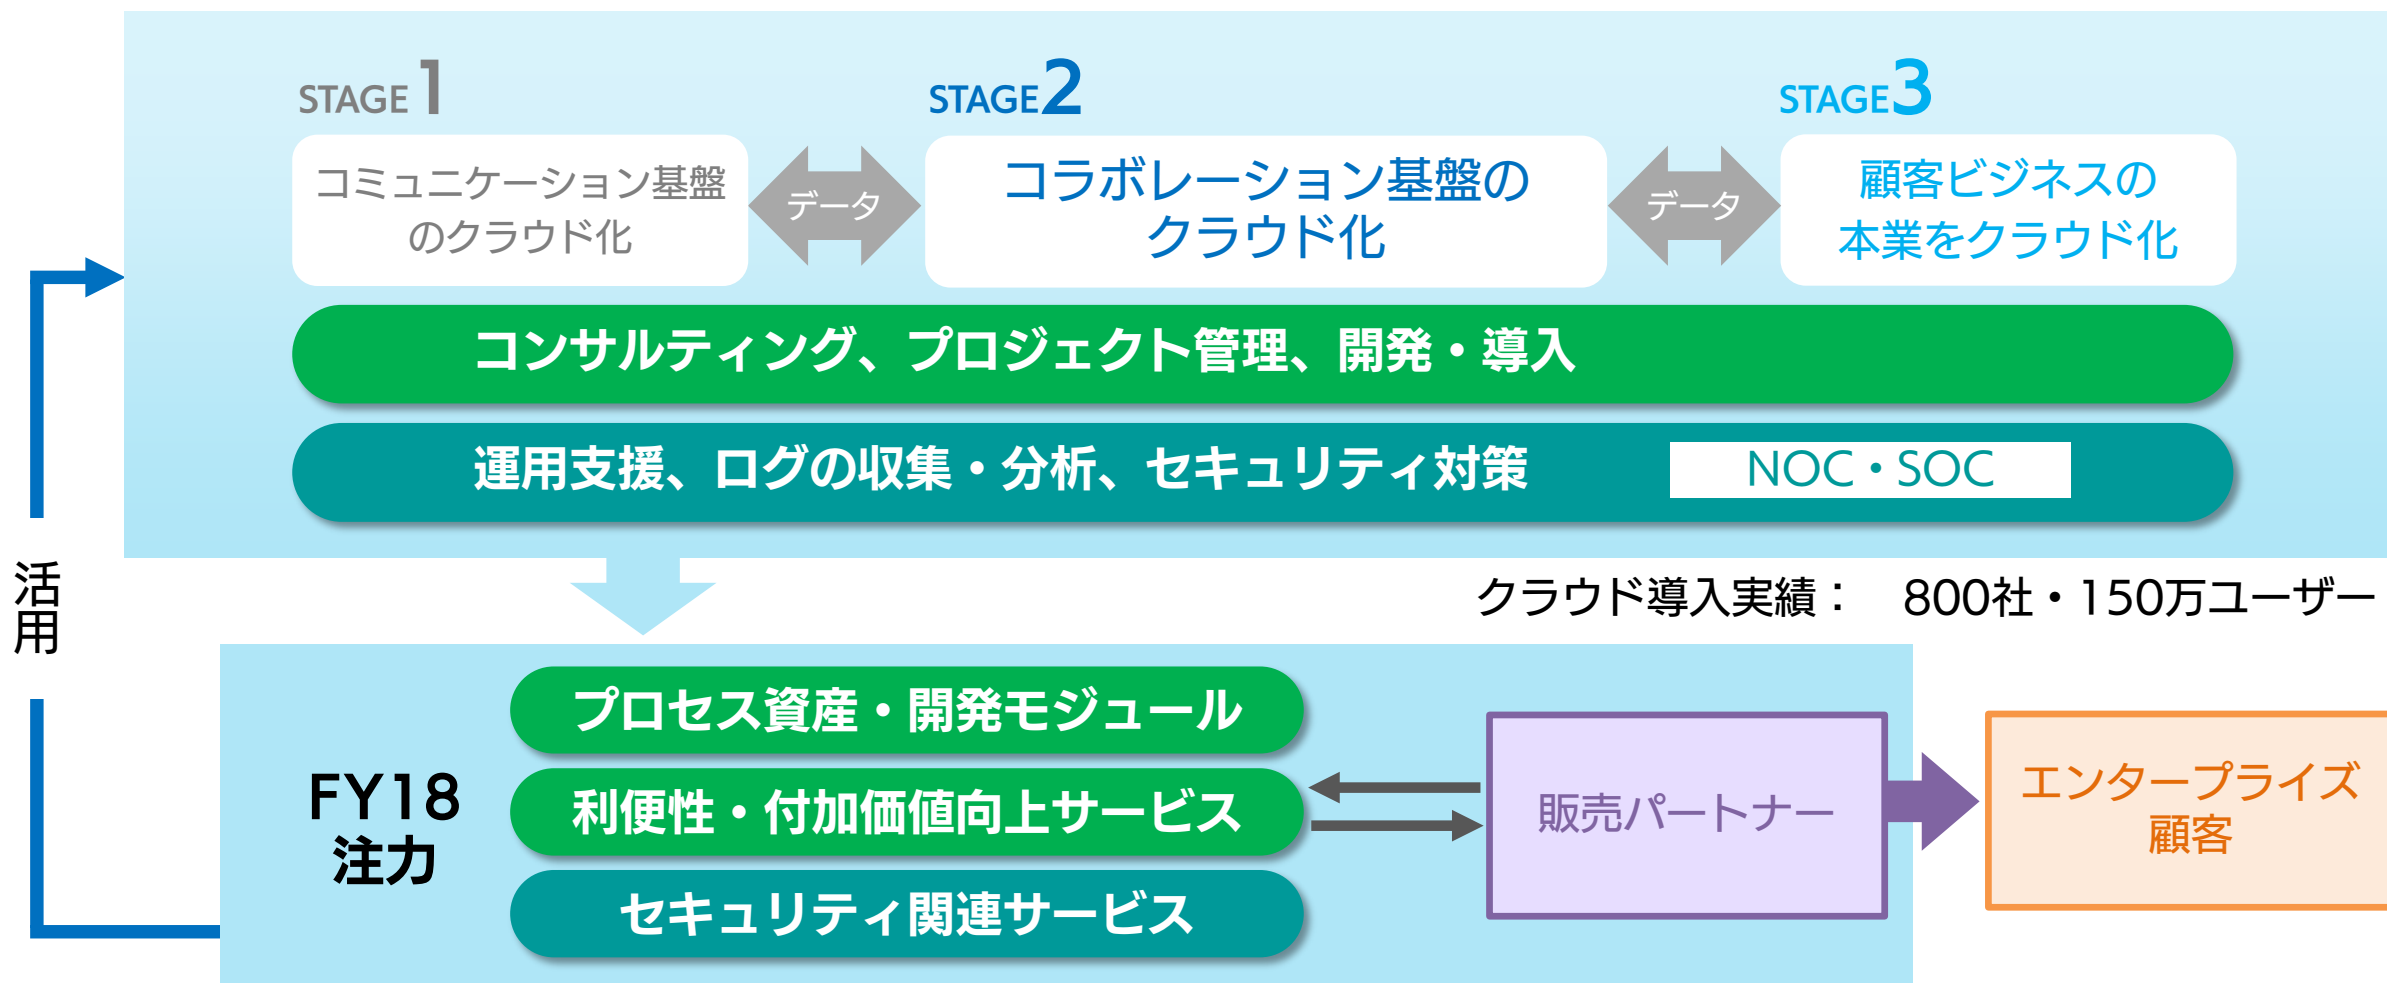 STAGE 1
コミュニケーション基盤
のクラウド化
データ
STAGE2
コラボレーション基盤の
クラウド化
データ
STAGE3
顧客ビジネスの
本業をクラウド化
コンサルティング、プロジェクト管理、開発・導入
運用支援、ログの収集・分析、セキュリティ対策
NOC・SOC
活用
クラウド導入実績： 800社・150万ユーザー
FY18
注力
プロセス資産・開発モジュール
利便性・付加価値向上サービス
セキュリティ関連サービス
販売パートナー
エンタープライズ
顧客